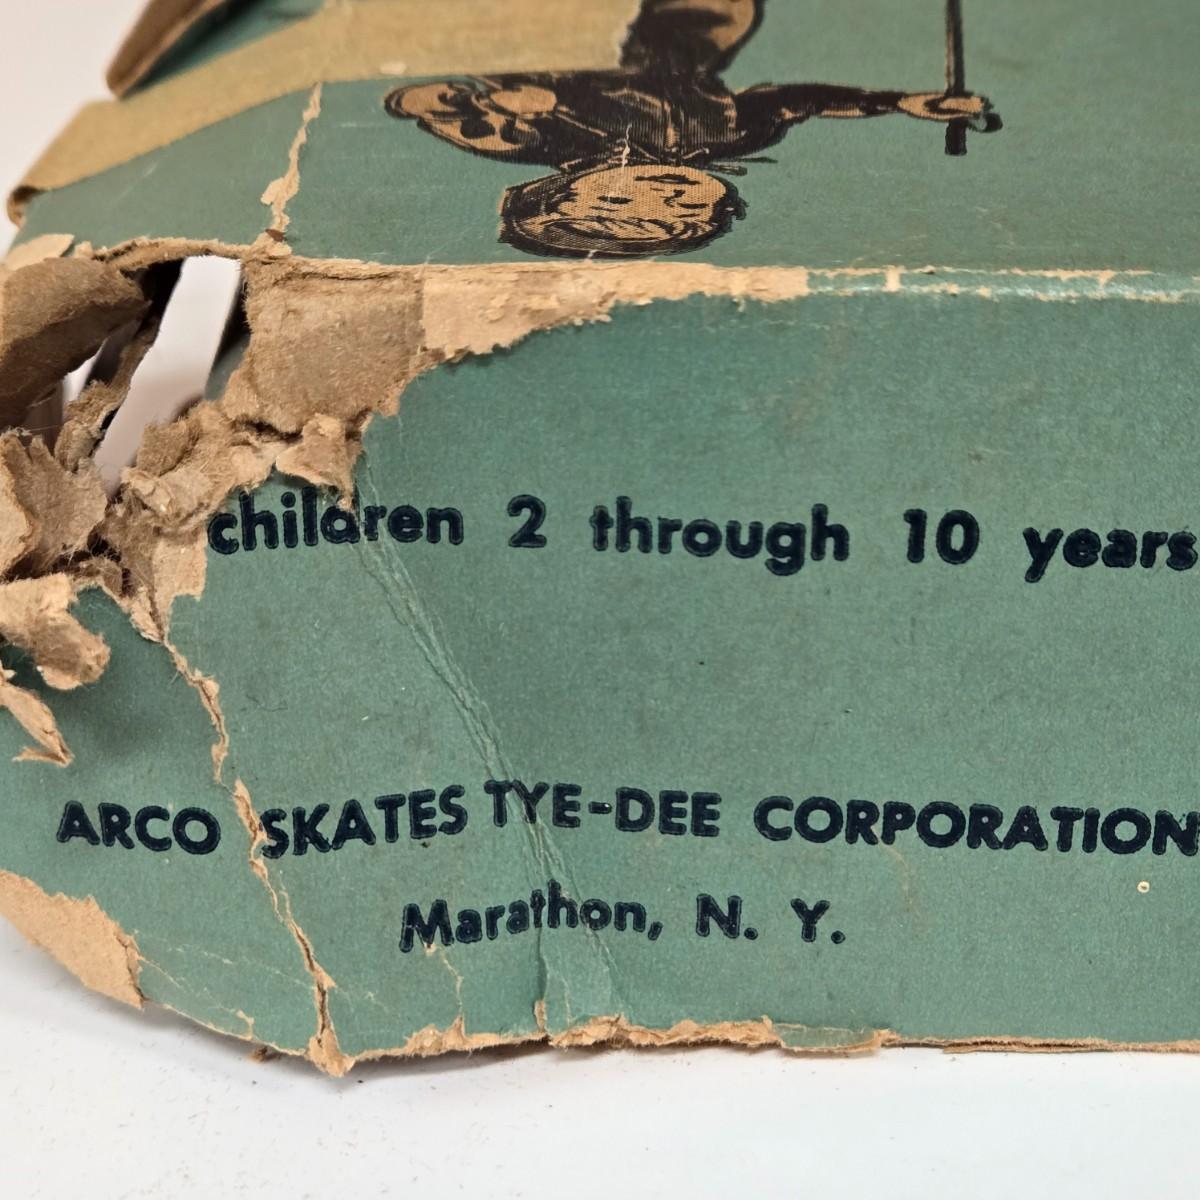 children 2 through 10 years
ARCO SKATES TYE-DEE CORPORATION
Marathon, N. Y.